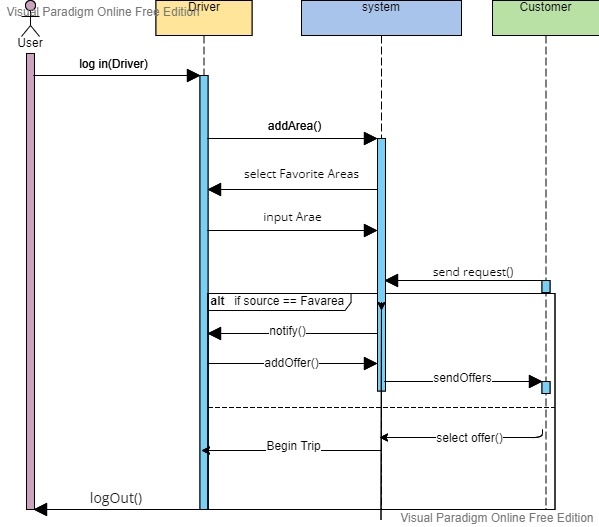 Visual Paradigm Online Free Edition
Driver
system
Customer
User
log in(Driver)
addArea()
select Favorite Areas
input Arae
send request()
alt if source == Favarea
notify()
addOffer()
sendOffers
select offer()
Begin Trip
logOut()
Visual Paradigm Online Free Edition